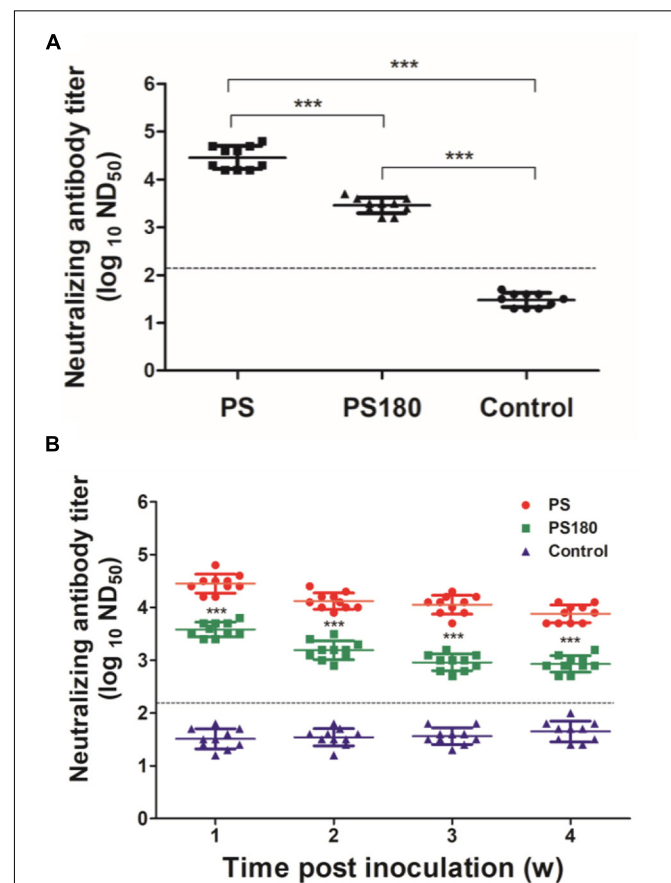 A
***
***
***
6
5
4
3
2
1
0
Neutralizing antibody titer
(log 10 ND50)
PS PS180 Control
B
6
5
4
3
2
1
0
Neutralizing antibody titer
(log 10 ND50)
PS
PS180
Control
*** *** *** ***
1 2 3 4
Time post inoculation (w)